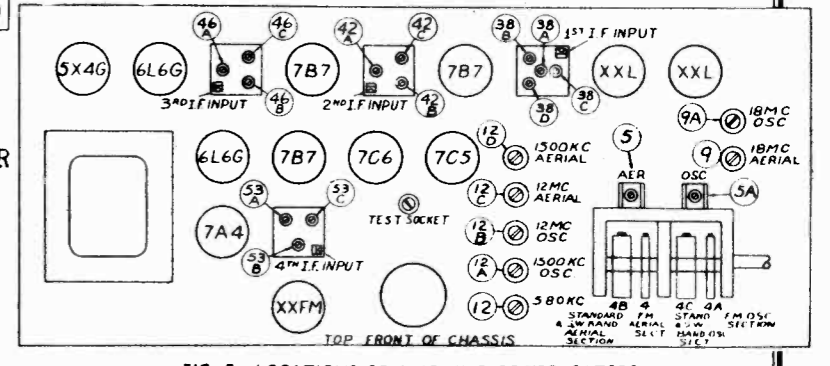 46 A
46 C
42 A
42 C
38 B
38 A
1ST I.F. INPUT
5X4G
6L6G
7B7
7B7
XXL
XXL
3RD I.F. INPUT
46 B
2ND I.F. INPUT
42 B
38 D
38 C
9A
18MC
OSC
R
6L6G
7B7
7C6
7C5
12 D
1500KC
AERIAL
5
9
18MC
AERIAL
AER
OSC
5A
53 A
53 C
TEST SOCKET
12 C
12MC
AERIAL
7A4
12 B
12MC
OSC
53 B
4TH I.F. INPUT
12 A
1500KC
OSC
XXFM
12
580KC
4B
4
4C
4A
STANDARD
& SW BAND
AERIAL
SECTION
FM
AERIAL
SECT
STAND
& SW
BAND OSC
SECT
FM OSC
SECTION
TOP FRONT OF CHASSIS